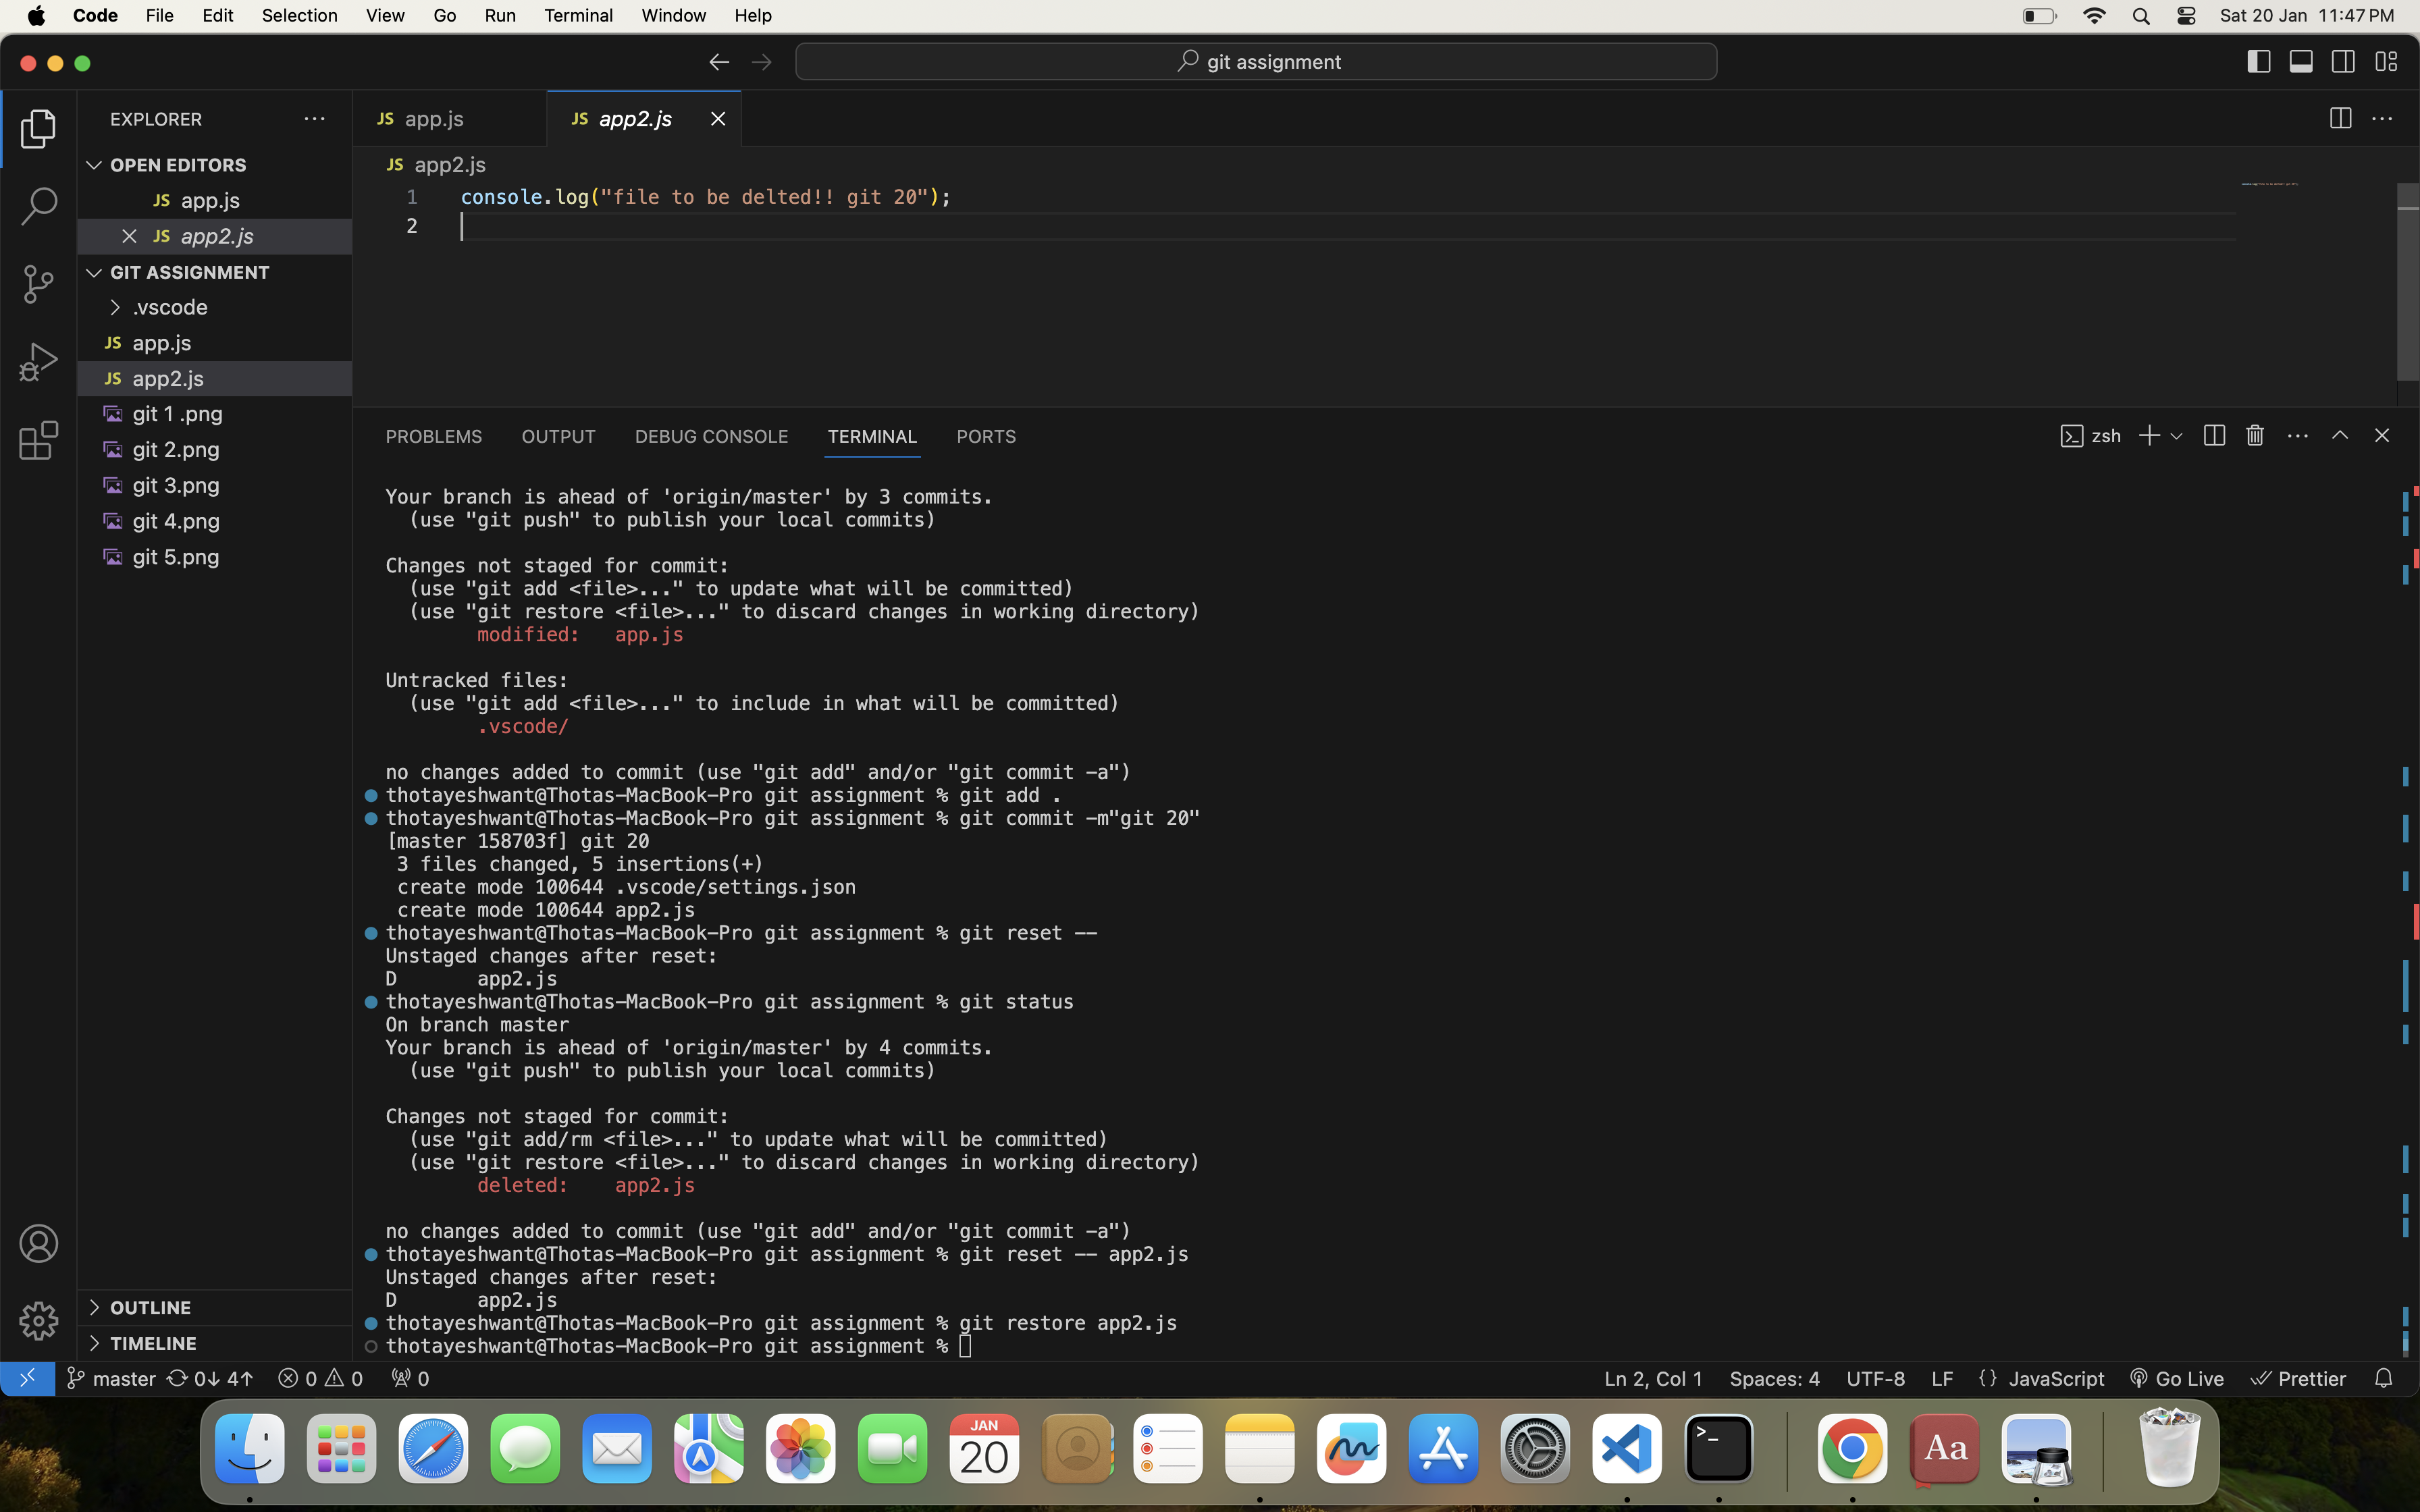 Code File Edit Selection View Go Run Terminal Window Help Sat 20 Jan 11:47 PM
git assignment
EXPLORER
OPEN EDITORS
JS app.js
JS app2.js
GIT ASSIGNMENT
.vscode
JS app.js
JS app2.js
git 1 .png
git 2.png
git 3.png
git 4.png
git 5.png
OUTLINE
TIMELINE
JS app.js JS app2.js
JS app2.js
1 console.log("file to be delted!! git 20");
2
PROBLEMS OUTPUT DEBUG CONSOLE TERMINAL PORTS zsh
Your branch is ahead of 'origin/master' by 3 commits.
(use "git push" to publish your local commits)
Changes not staged for commit:
(use "git add <file>..." to update what will be committed)
(use "git restore <file>..." to discard changes in working directory)
modified: app.js
Untracked files:
(use "git add <file>..." to include in what will be committed)
.vscode/
no changes added to commit (use "git add" and/or "git commit -a")
thotayeshwant@Thotas-MacBook-Pro git assignment % git add .
thotayeshwant@Thotas-MacBook-Pro git assignment % git commit -m"git 20"
[master 158703f] git 20
3 files changed, 5 insertions(+)
create mode 100644 .vscode/settings.json
create mode 100644 app2.js
thotayeshwant@Thotas-MacBook-Pro git assignment % git reset --
Unstaged changes after reset:
D app2.js
thotayeshwant@Thotas-MacBook-Pro git assignment % git status
On branch master
Your branch is ahead of 'origin/master' by 4 commits.
(use "git push" to publish your local commits)
Changes not staged for commit:
(use "git add/rm <file>..." to update what will be committed)
(use "git restore <file>..." to discard changes in working directory)
deleted: app2.js
no changes added to commit (use "git add" and/or "git commit -a")
thotayeshwant@Thotas-MacBook-Pro git assignment % git reset -- app2.js
Unstaged changes after reset:
D app2.js
thotayeshwant@Thotas-MacBook-Pro git assignment % git restore app2.js
thotayeshwant@Thotas-MacBook-Pro git assignment %
master 0↓ 4↑ 0 0 0 Ln 2, Col 1 Spaces: 4 UTF-8 LF {} JavaScript Go Live Prettier
JAN
20
>_
Aa